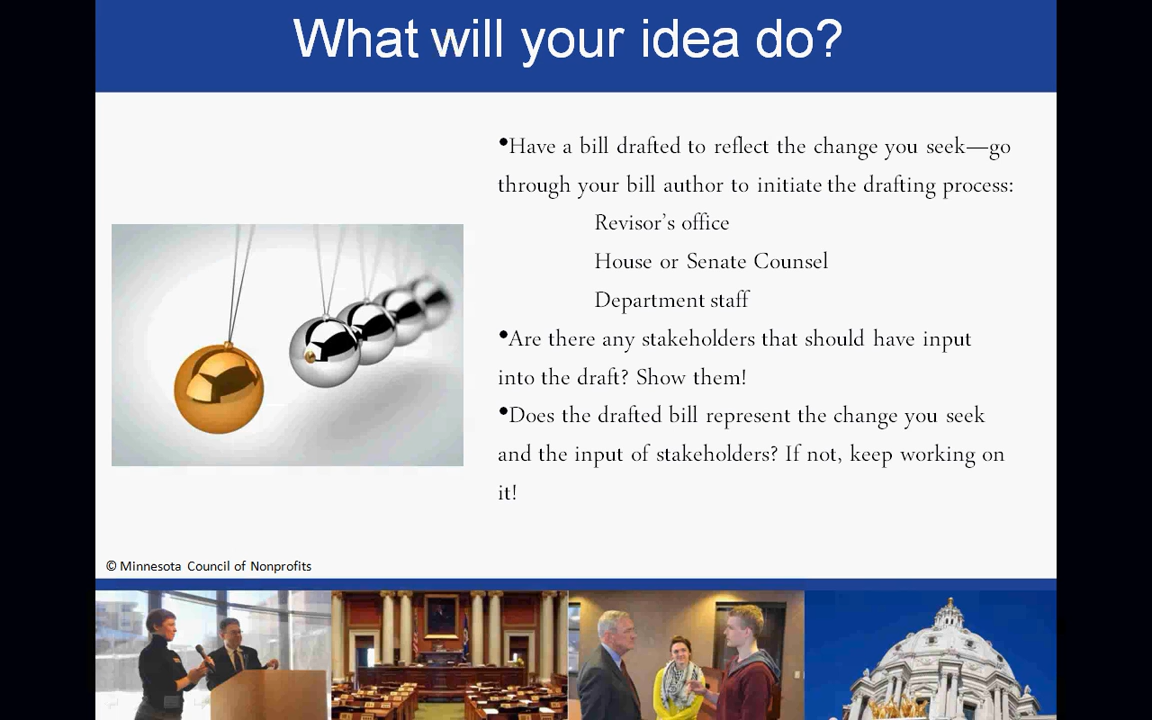 What will your idea do?
•Have a bill drafted to reflect the change you seek—go
through your bill author to initiate the drafting process:
Revisor’s office
House or Senate Counsel
Department staff
•Are there any stakeholders that should have input
into the draft? Show them!
•Does the drafted bill represent the change you seek
and the input of stakeholders? If not, keep working on
it!
© Minnesota Council of Nonprofits